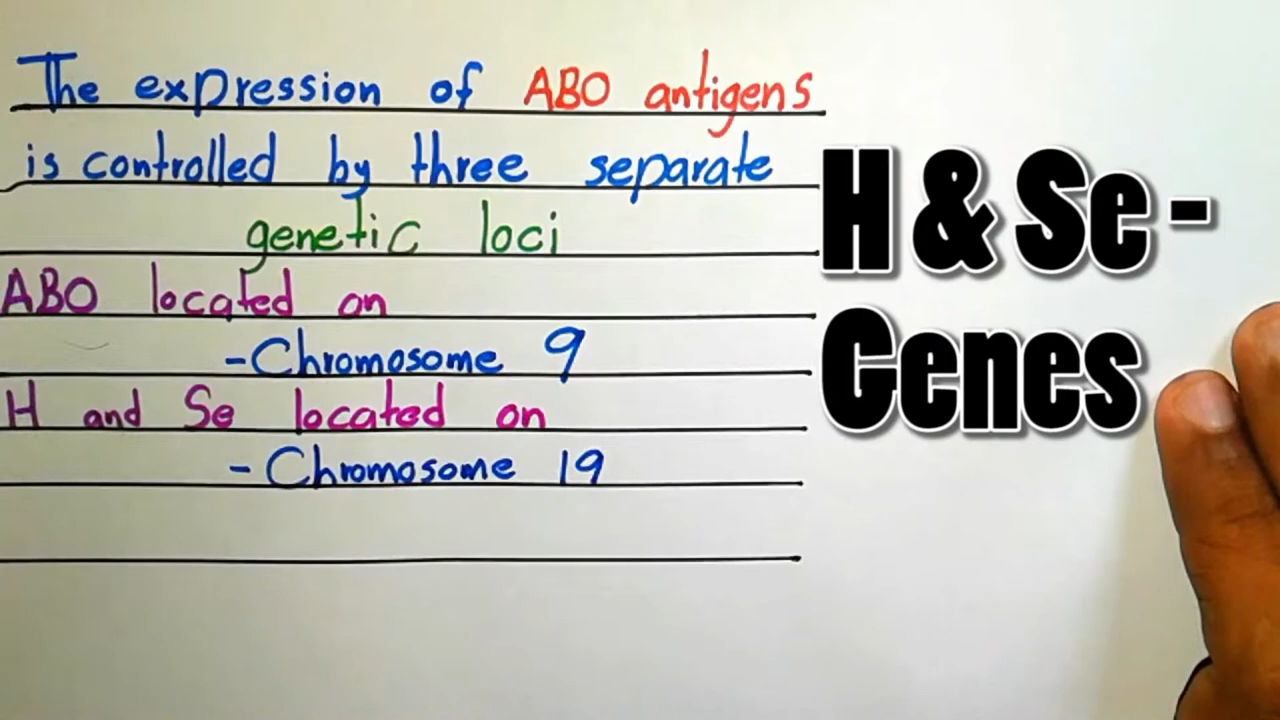 The expression of ABO antigens
is controlled by three separate
genetic loci
ABO located on
-Chromosome 9
H and Se located on
-Chromosome 19
H & Se -
Genes